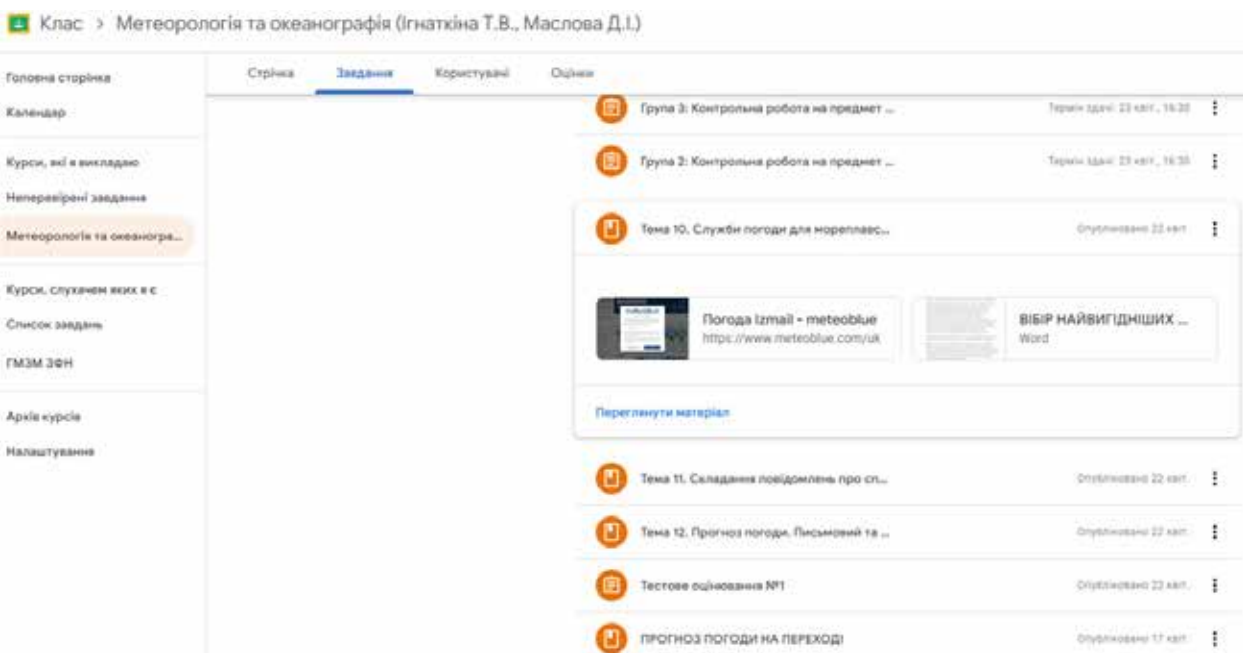 Клас > Метеорологія та океанографія (Ігнаткіна Т.В., Маслова Д.І.)
Стрічка Завдання Користувачі Оцінки
Головна сторінка
Календар
Курси, які я викладаю
Неперевірені завдання
Метеорологія та океаногра...
Курси, слухачем яких я є
Список завдань
ГМЗМ ЗФН
Архів курсів
Налаштування
Група 3: Контрольна робота на предмет ... Термін здачі: 23 квіт., 16:30
Група 2: Контрольна робота на предмет ... Термін здачі: 23 квіт., 16:30
Тема 10. Служби погоди для мореплавс... Опубліковано 22 квіт.
Погода Izmail - meteoblue
https://www.meteoblue.com/uk
ВІБІР НАЙВИГІДНІШИХ ...
Word
Переглянути матеріал
Тема 11. Складання повідомлень про сп... Опубліковано 22 квіт.
Тема 12. Прогноз погоди. Письмовий та ... Опубліковано 22 квіт.
Тестове оцінювання №1 Опубліковано 22 квіт.
ПРОГНОЗ ПОГОДИ НА ПЕРЕХОДІ Опубліковано 17 квіт.